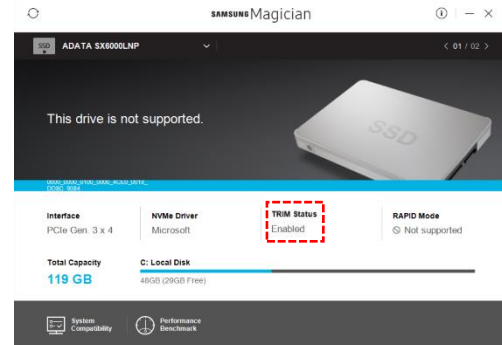 SAMSUNG Magician
SSD ADATA SX6000LNP
01 / 02
This drive is not supported.
SSD
Interface
PCIe Gen. 3 x 4
NVMe Driver
Microsoft
TRIM Status
Enabled
RAPID Mode
Not supported
Total Capacity
119 GB
C: Local Disk
48GB (29GB Free)
System
Compatibility
Performance
Benchmark